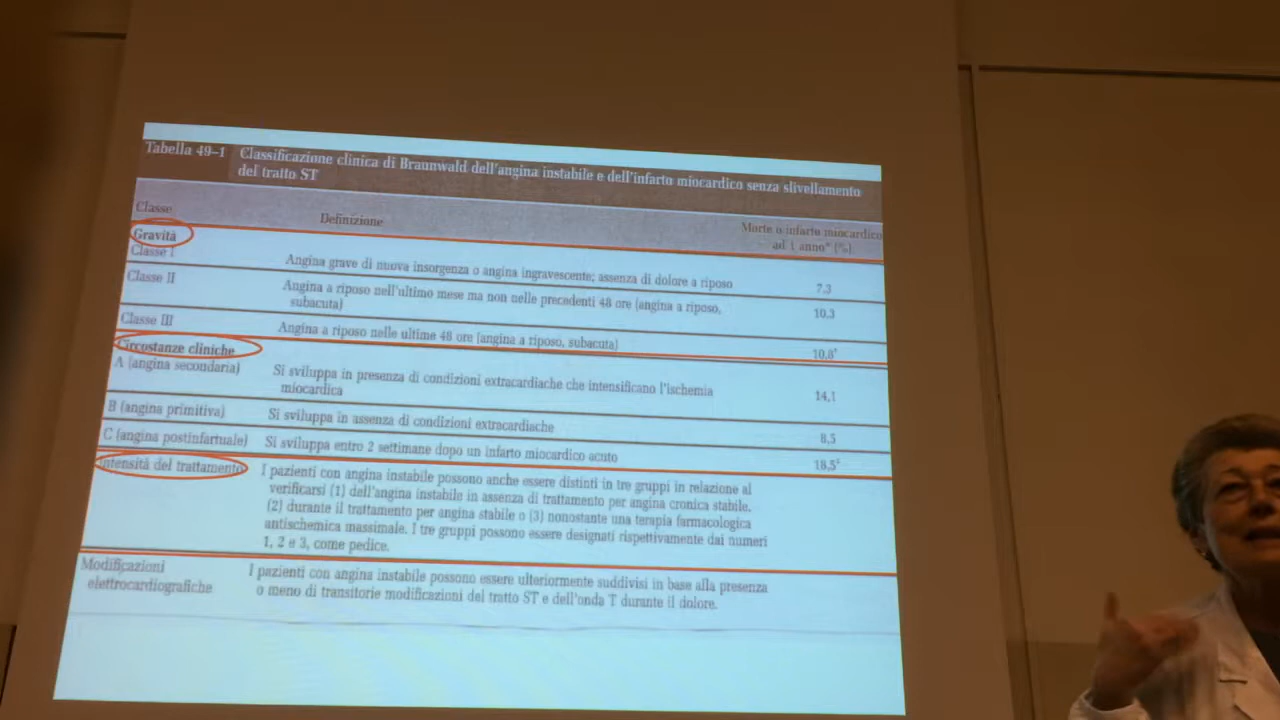 Tabella 49–1 Classificazione clinica di Braunwald dell'angina instabile e dell'infarto miocardico senza slivellamento
del tratto ST
Classe Definizione Morte o infarto miocardico
ad 1 anno* (%)
Gravità
Classe I Angina grave di nuova insorgenza o angina ingravescente; assenza di dolore a riposo 7,3
Classe II Angina a riposo nell'ultimo mese ma non nelle precedenti 48 ore (angina a riposo, 10,3
subacuta)
Classe III Angina a riposo nelle ultime 48 ore (angina a riposo, subacuta) 10,8
Circostanze cliniche
A (angina secondaria) Si sviluppa in presenza di condizioni extracardiache che intensificano l'ischemia 14,1
miocardica
B (angina primitiva) Si sviluppa in assenza di condizioni extracardiache 8,5
C (angina postinfartuale) Si sviluppa entro 2 settimane dopo un infarto miocardico acuto 18,5
Intensità del trattamento I pazienti con angina instabile possono anche essere distinti in tre gruppi in relazione al
verificarsi (1) dell'angina instabile in assenza di trattamento per angina cronica stabile,
(2) durante il trattamento per angina stabile o (3) nonostante una terapia farmacologica
antischemica massimale. I tre gruppi possono essere designati rispettivamente dai numeri
1, 2 e 3, come pedice.
Modificazioni I pazienti con angina instabile possono essere ulteriormente suddivisi in base alla presenza
elettrocardiografiche o meno di transitorie modificazioni del tratto ST e dell'onda T durante il dolore.